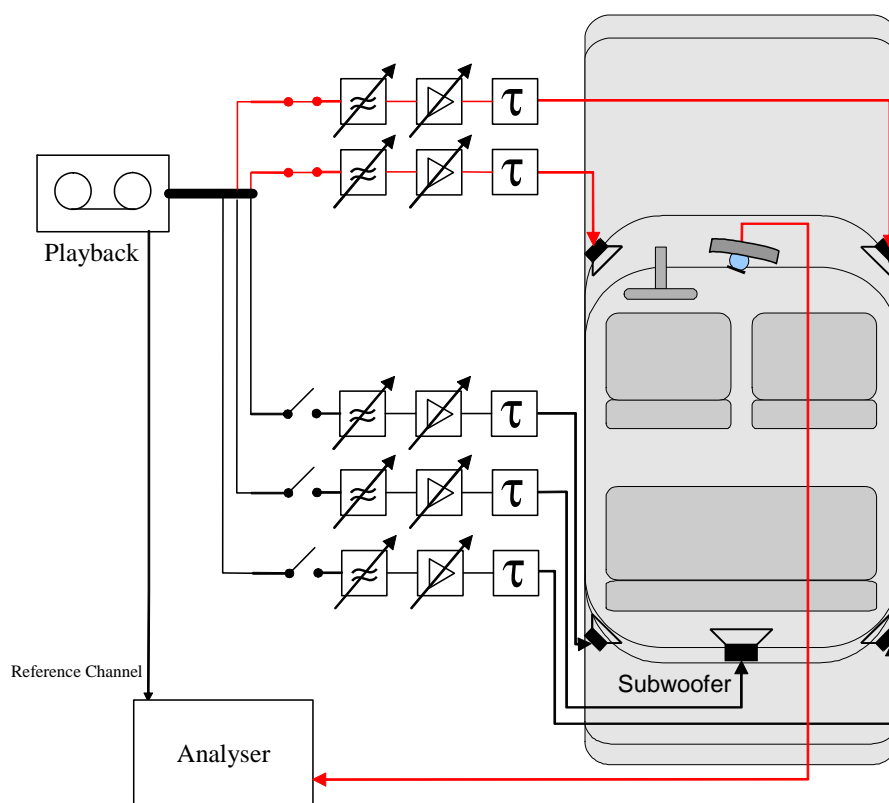 τ
τ
Playback
τ
τ
τ
Reference Channel
Subwoofer
Analyser